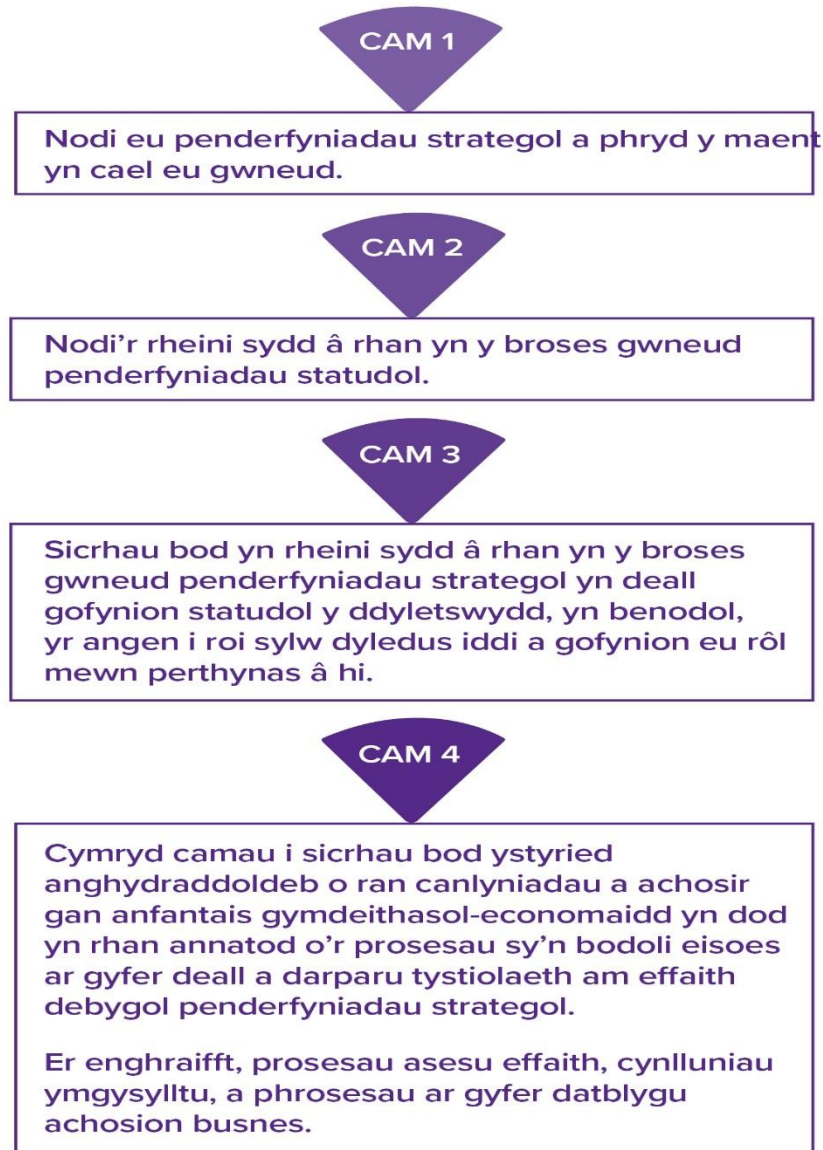 CAM 1
Nodi eu penderfyniadau strategol a phryd y maent
yn cael eu gwneud.
CAM 2
Nodi’r rheini sydd â rhan yn y broses gwneud
penderfyniadau statudol.
CAM 3
Sicrhau bod yn rheini sydd â rhan yn y broses
gwneud penderfyniadau strategol yn deall
gofynion statudol y ddyletswydd, yn benodol,
yr angen i roi sylw dyledus iddi a gofynion eu rôl
mewn perthynas â hi.
CAM 4
Cymryd camau i sicrhau bod ystyried
anghydraddoldeb o ran canlyniadau a achosir
gan anfantais gymdeithasol-economaidd yn dod
yn rhan annatod o’r prosesau sy’n bodoli eisoes
ar gyfer deall a darparu tystiolaeth am effaith
debygol penderfyniadau strategol.
Er enghraifft, prosesau asesu effaith, cynlluniau
ymgysylltu, a phrosesau ar gyfer datblygu
achosion busnes.